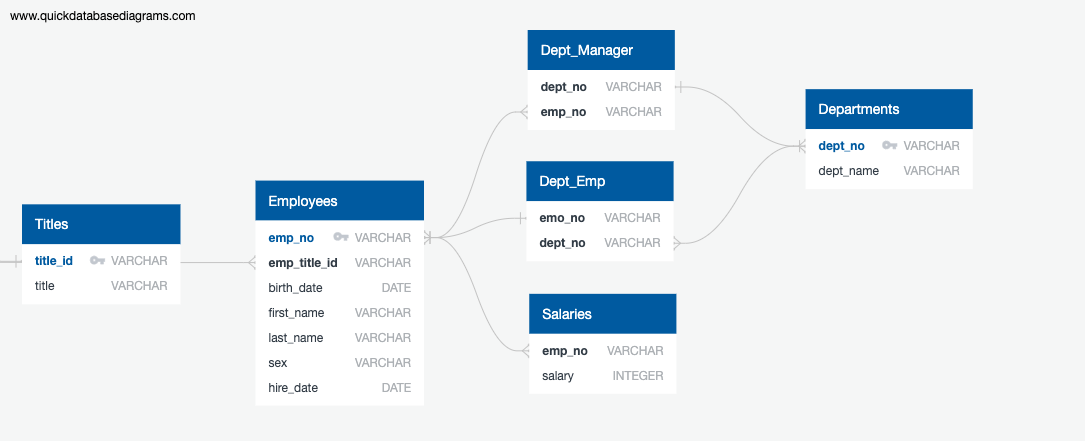 www.quickdatabasediagrams.com
Titles
title_id VARCHAR
title VARCHAR
Employees
emp_no VARCHAR
emp_title_id VARCHAR
birth_date DATE
first_name VARCHAR
last_name VARCHAR
sex VARCHAR
hire_date DATE
Dept_Manager
dept_no VARCHAR
emp_no VARCHAR
Dept_Emp
emo_no VARCHAR
dept_no VARCHAR
Salaries
emp_no VARCHAR
salary INTEGER
Departments
dept_no VARCHAR
dept_name VARCHAR